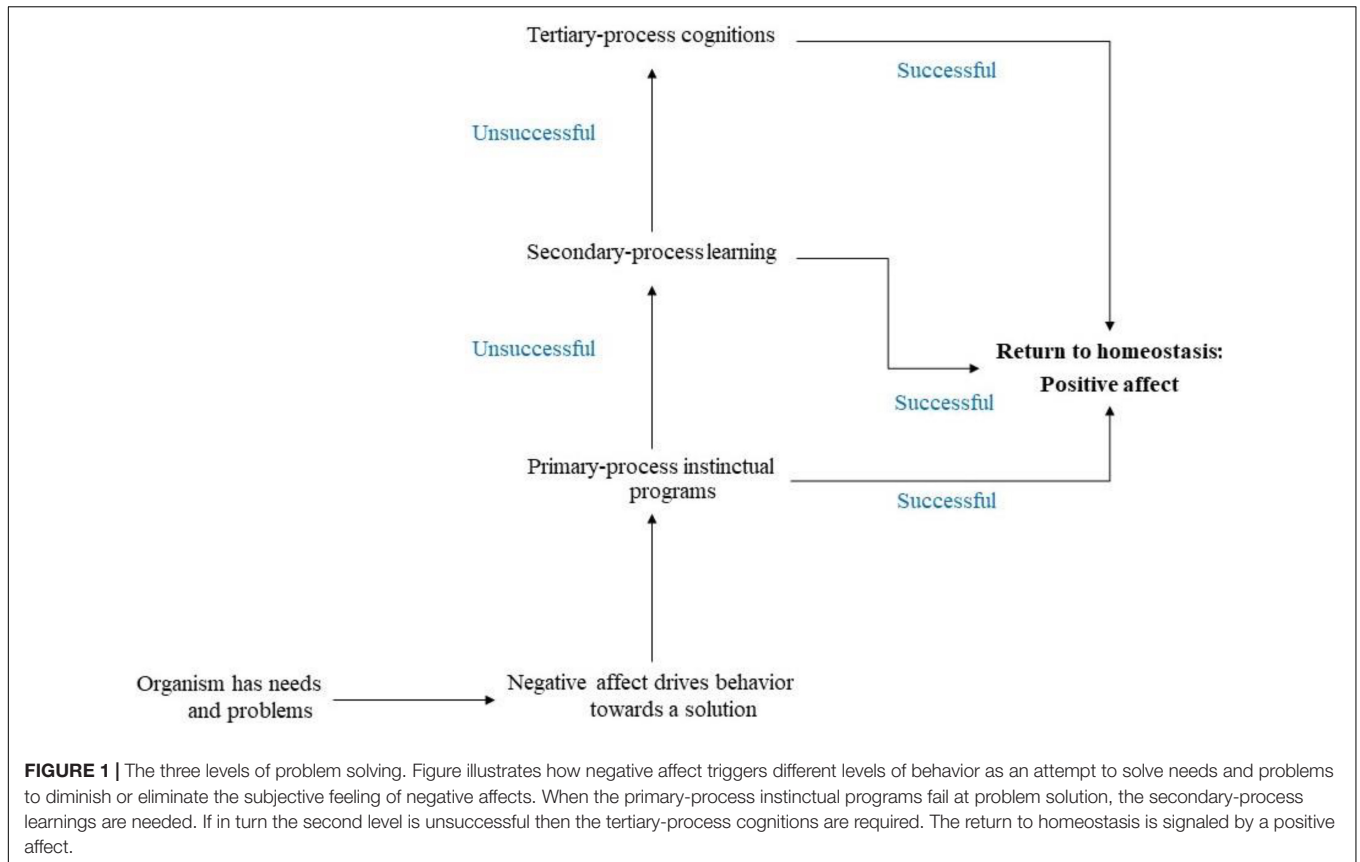 Tertiary-process cognitions
Successful
Unsuccessful
Secondary-process learning
Unsuccessful
Return to homeostasis:
Positive affect
Successful
Primary-process instinctual
programs
Successful
Organism has needs
and problems
Negative affect drives behavior
towards a solution
FIGURE 1 | The three levels of problem solving. Figure illustrates how negative affect triggers different levels of behavior as an attempt to solve needs and problems
to diminish or eliminate the subjective feeling of negative affects. When the primary-process instinctual programs fail at problem solution, the secondary-process
learnings are needed. If in turn the second level is unsuccessful then the tertiary-process cognitions are required. The return to homeostasis is signaled by a positive
affect.